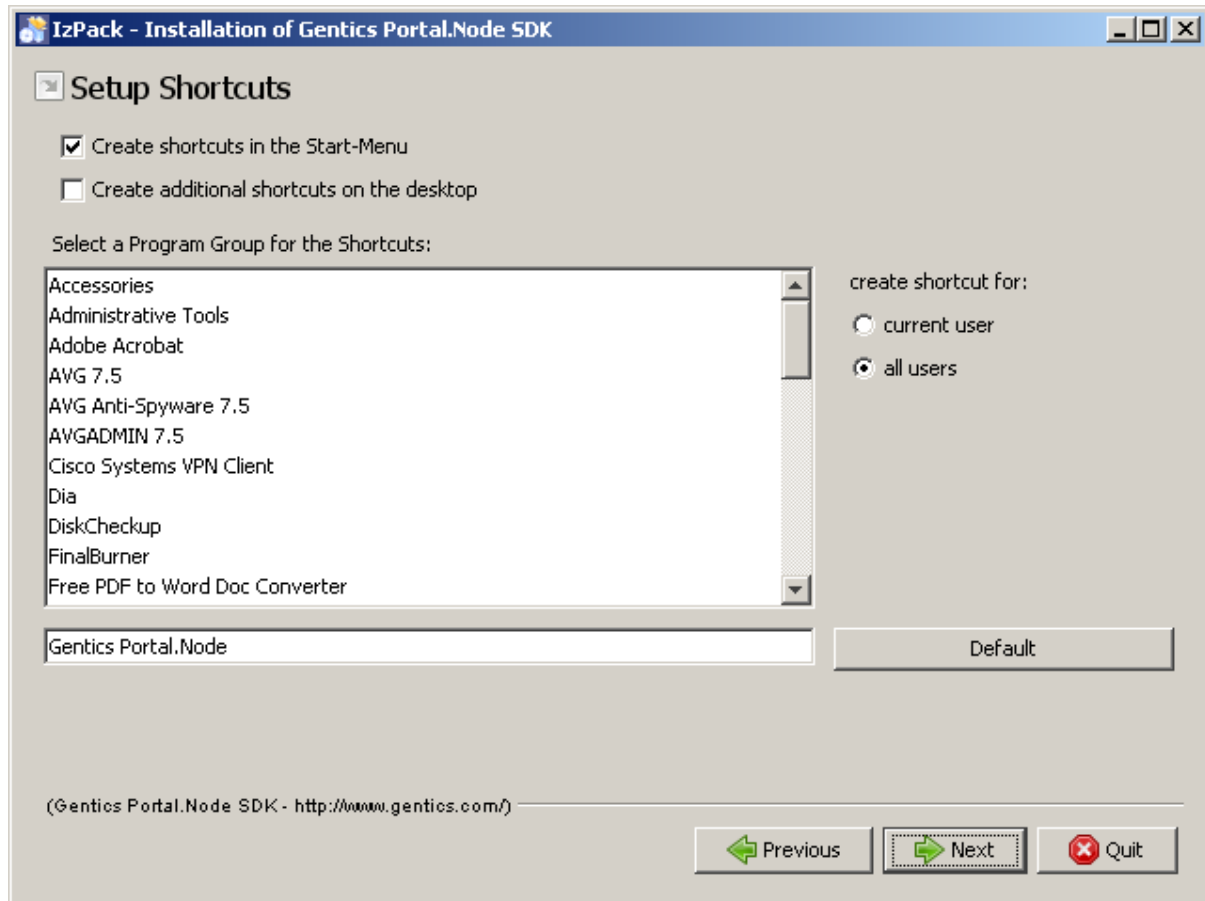 IzPack - Installation of Gentics Portal.Node SDK
Setup Shortcuts
Create shortcuts in the Start-Menu
Create additional shortcuts on the desktop
Select a Program Group for the Shortcuts:
Accessories
Administrative Tools
Adobe Acrobat
AVG 7.5
AVG Anti-Spyware 7.5
AVGADMIN 7.5
Cisco Systems VPN Client
Dia
DiskCheckup
FinalBurner
Free PDF to Word Doc Converter
create shortcut for:
current user
all users
Gentics Portal.Node
Default
(Gentics Portal.Node SDK - http://www.gentics.com/)
Previous
Next
Quit